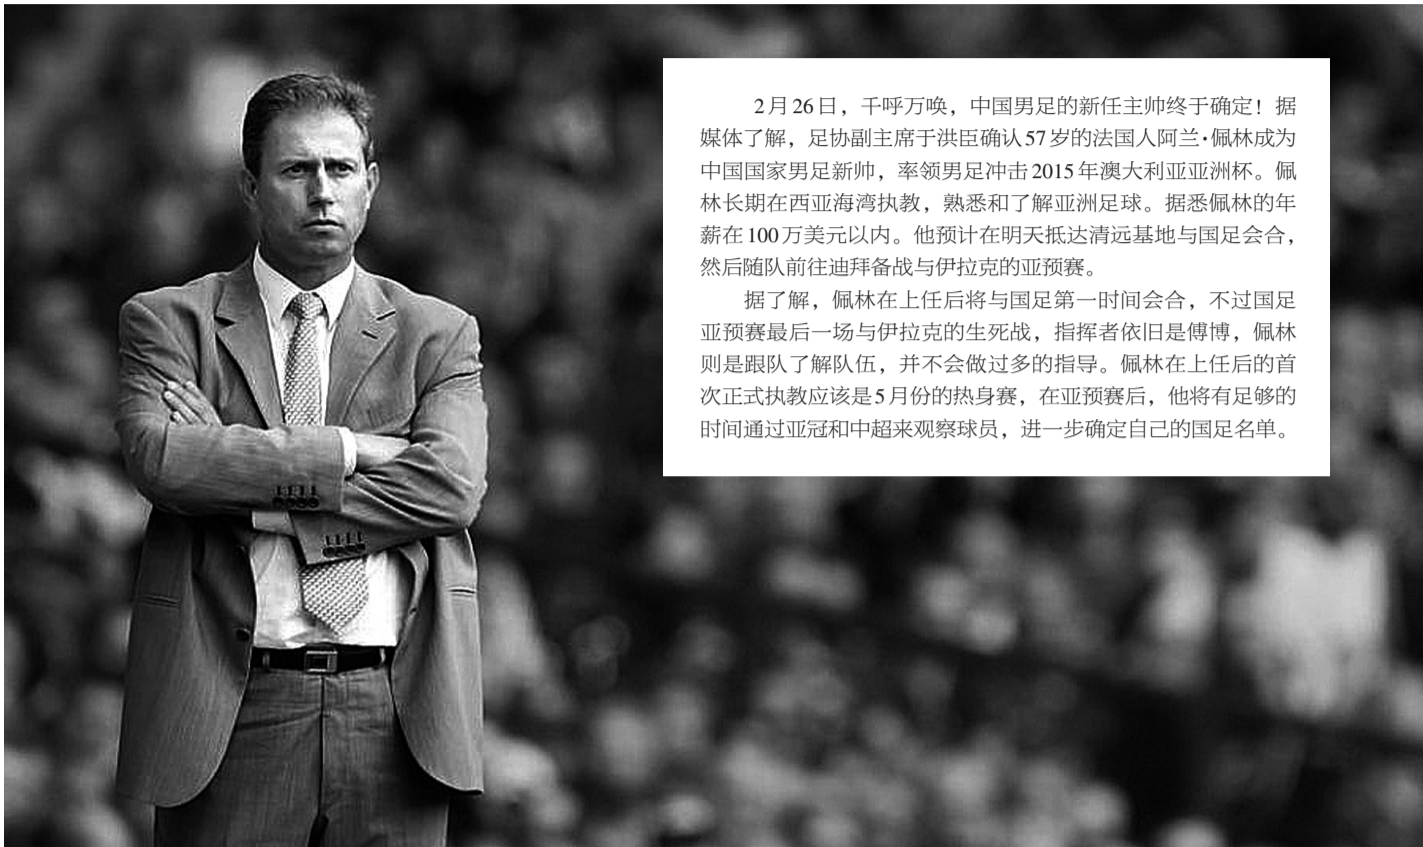 2月26日，千呼万唤，中国男足的新任主帅终于确定！据
媒体了解，足协副主席于洪臣确认57岁的法国人阿兰·佩林成为
中国国家男足新帅，率领男足冲击2015年澳大利亚亚洲杯。佩
林长期在西亚海湾执教，熟悉和了解亚洲足球。据悉佩林的年
薪在100万美元以内。他预计在明天抵达清远基地与国足会合，
然后随队前往迪拜备战与伊拉克的亚预赛。
据了解，佩林在上任后将与国足第一时间会合，不过国足
亚预赛最后一场与伊拉克的生死战，指挥者依旧是傅博，佩林
则是跟队了解队伍，并不会做过多的指导。佩林在上任后的首
次正式执教应该是5月份的热身赛，在亚预赛后，他将有足够的
时间通过亚冠和中超来观察球员，进一步确定自己的国足名单。